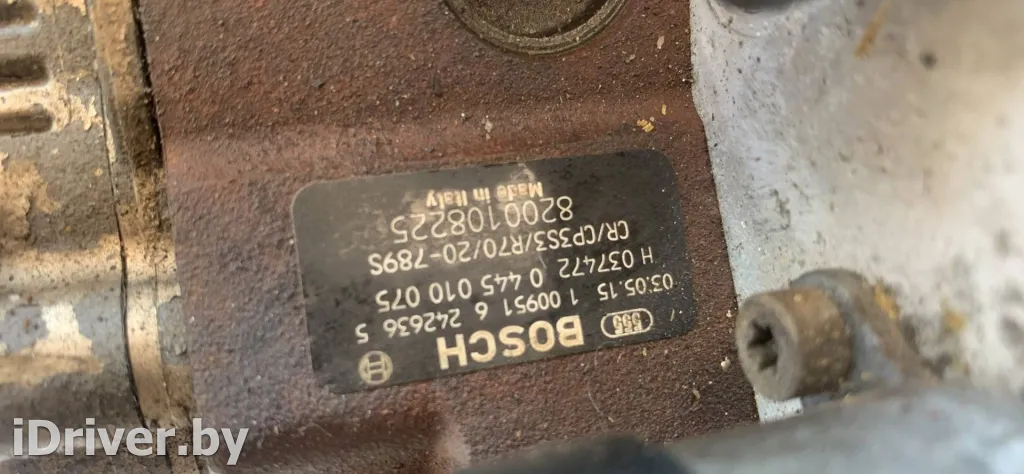 BOSCH
555
03.05.15 1 00951 6 242636 5
H 037472 0 445 010 075
CR/CP3S3/R70/20-789S
8200108225
Made in Italy
iDriver.by